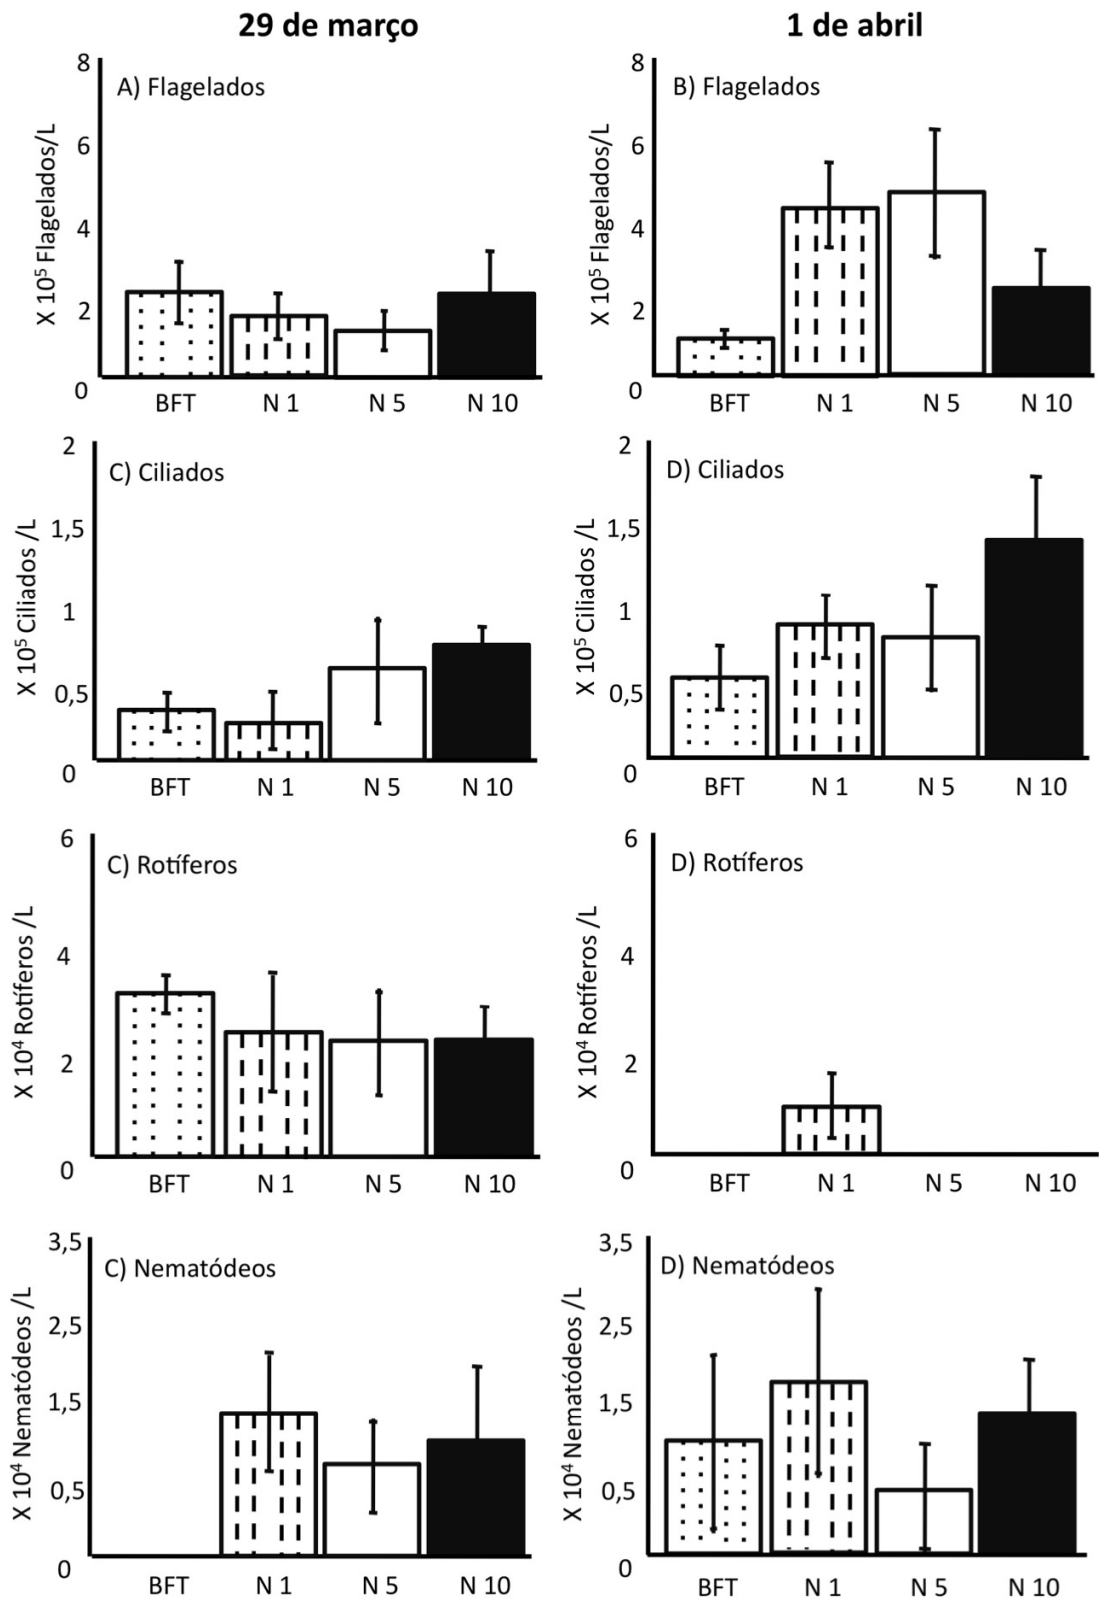 29 de março
1 de abril
A) Flagelados
X 10⁵ Flagelados/L
8
6
4
2
0
BFT N 1 N 5 N 10
B) Flagelados
X 10⁵ Flagelados/L
8
6
4
2
0
BFT N 1 N 5 N 10
C) Ciliados
X 10⁵ Ciliados /L
2
1,5
1
0,5
0
BFT N 1 N 5 N 10
D) Ciliados
X 10⁵ Ciliados /L
2
1,5
1
0,5
0
BFT N 1 N 5 N 10
C) Rotíferos
X 10⁴ Rotíferos /L
6
4
2
0
BFT N 1 N 5 N 10
D) Rotíferos
X 10⁴ Rotíferos /L
6
4
2
0
BFT N 1 N 5 N 10
C) Nematódeos
X 10⁴ Nematódeos /L
3,5
2,5
1,5
0,5
0
BFT N 1 N 5 N 10
D) Nematódeos
X 10⁴ Nematódeos /L
3,5
2,5
1,5
0,5
0
BFT N 1 N 5 N 10